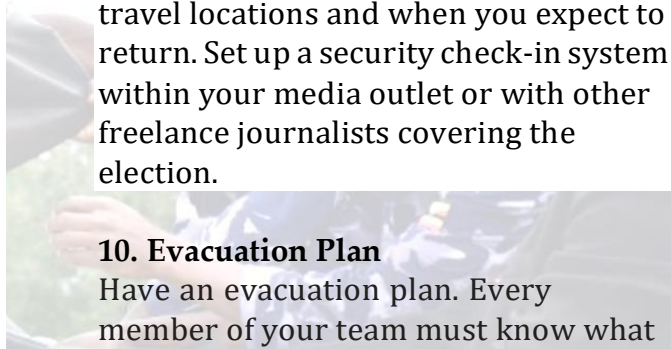 travel locations and when you expect to
return. Set up a security check-in system
within your media outlet or with other
freelance journalists covering the
election.
10. Evacuation Plan
Have an evacuation plan. Every
member of your team must know what